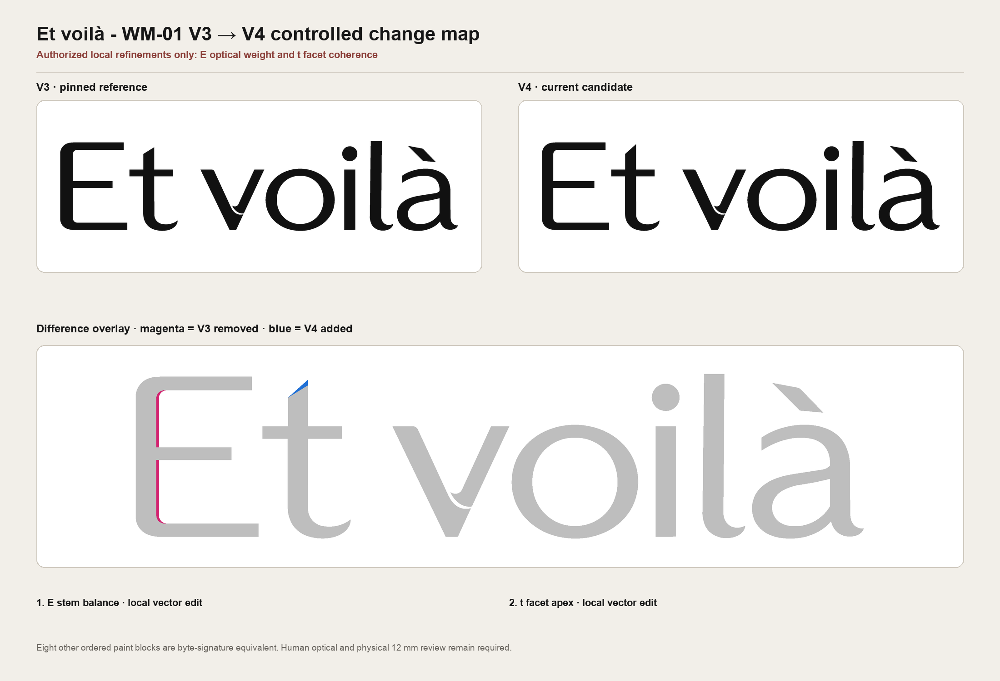 Et voilà - WM-01 V3 → V4 controlled change map
Authorized local refinements only: E optical weight and t facet coherence
V3 · pinned reference
V4 · current candidate
Et voilà
Et voilà
Difference overlay · magenta = V3 removed · blue = V4 added
Et voilà
1. E stem balance · local vector edit
2. t facet apex · local vector edit
Eight other ordered paint blocks are byte-signature equivalent. Human optical and physical 12 mm review remain required.